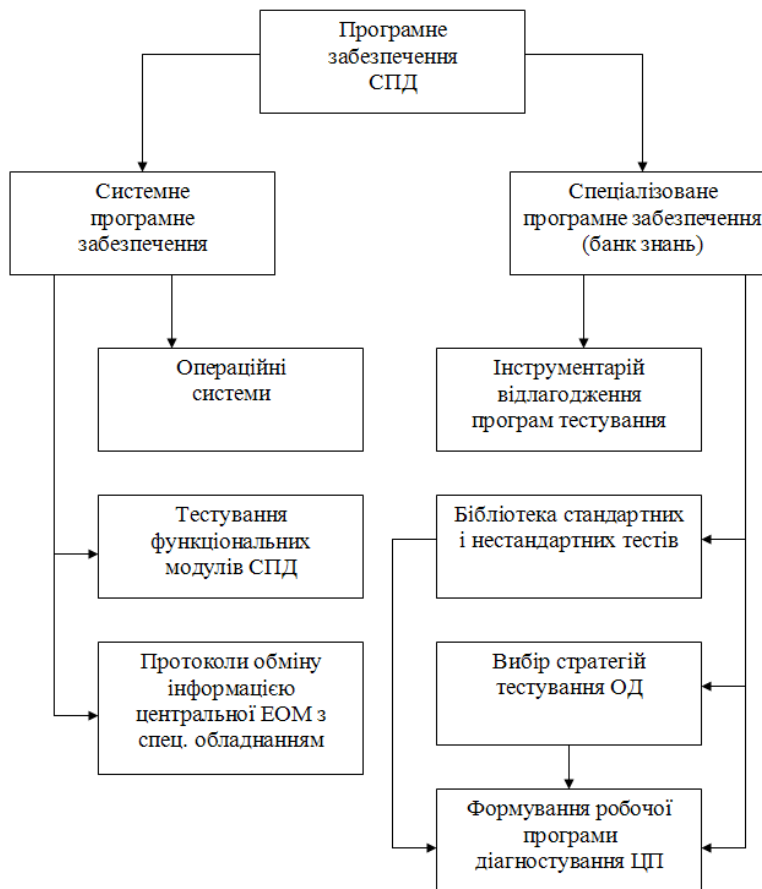 Програмне
забезпечення
СПД
Системне
програмне
забезпечення
Спеціалізоване
програмне забезпечення
(банк знань)
Операційні
системи
Інструментарій
відлагодження
програм тестування
Тестування
функціональних
модулів СПД
Бібліотека стандартних
і нестандартних тестів
Протоколи обміну
інформацією
центральної ЕОМ з
спец. обладнанням
Вибір стратегій
тестування ОД
Формування робочої
програми
діагностування ЦП